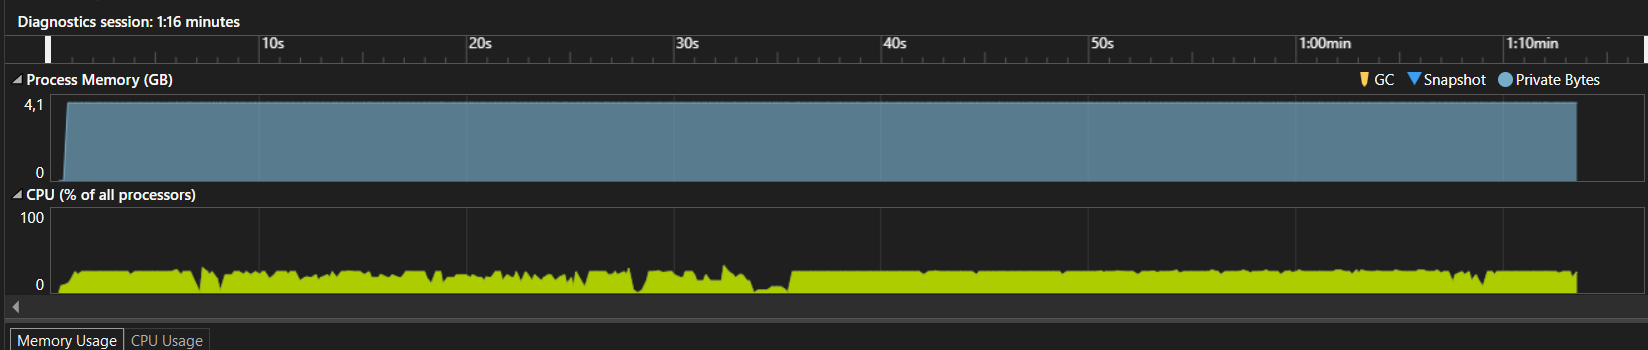 Diagnostics session: 1:16 minutes
10s 20s 30s 40s 50s 1:00min 1:10min
Process Memory (GB) GC Snapshot Private Bytes
4,1
0
CPU (% of all processors)
100
0
Memory Usage CPU Usage